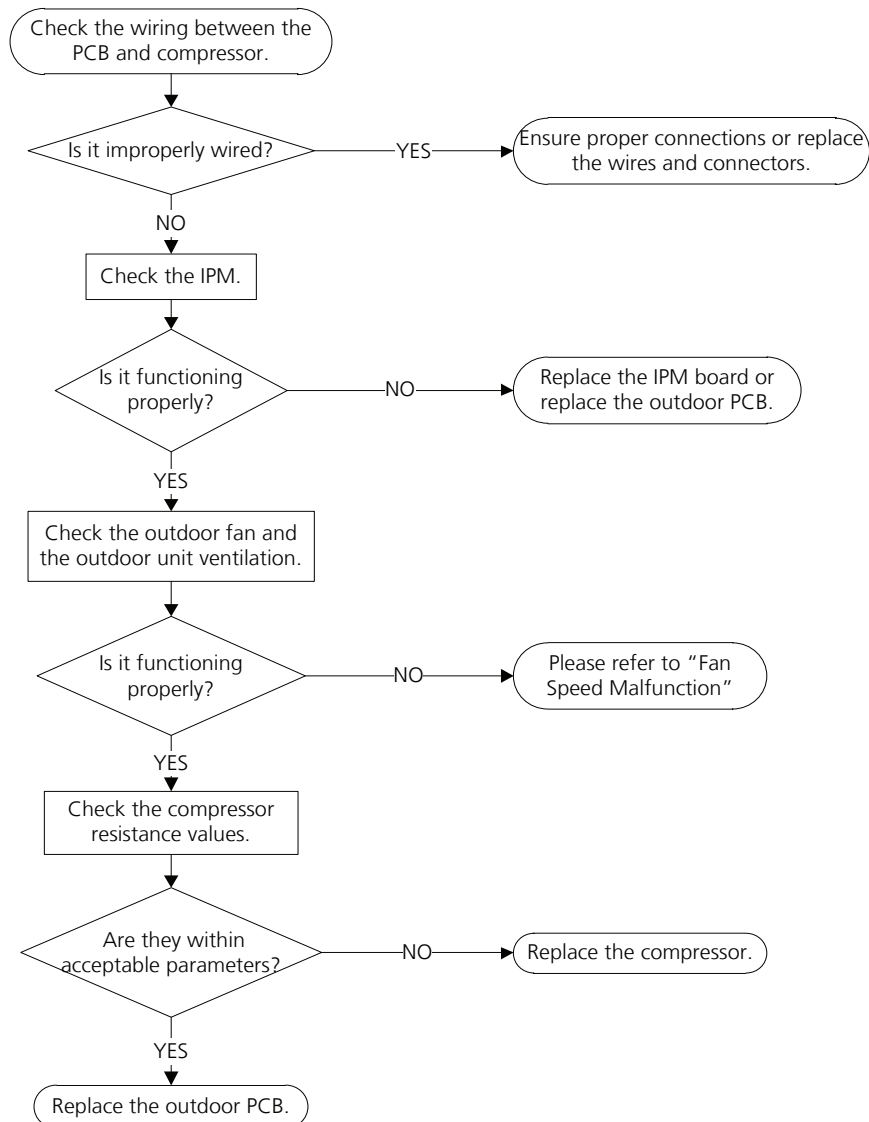 Check the wiring between the
PCB and compressor.
Is it improperly wired?
YES
Ensure proper connections or replace
the wires and connectors.
NO
Check the IPM.
Is it functioning
properly?
NO
Replace the IPM board or
replace the outdoor PCB.
YES
Check the outdoor fan and
the outdoor unit ventilation.
Is it functioning
properly?
NO
Please refer to “Fan
Speed Malfunction”
YES
Check the compressor
resistance values.
Are they within
acceptable parameters?
NO
Replace the compressor.
YES
Replace the outdoor PCB.